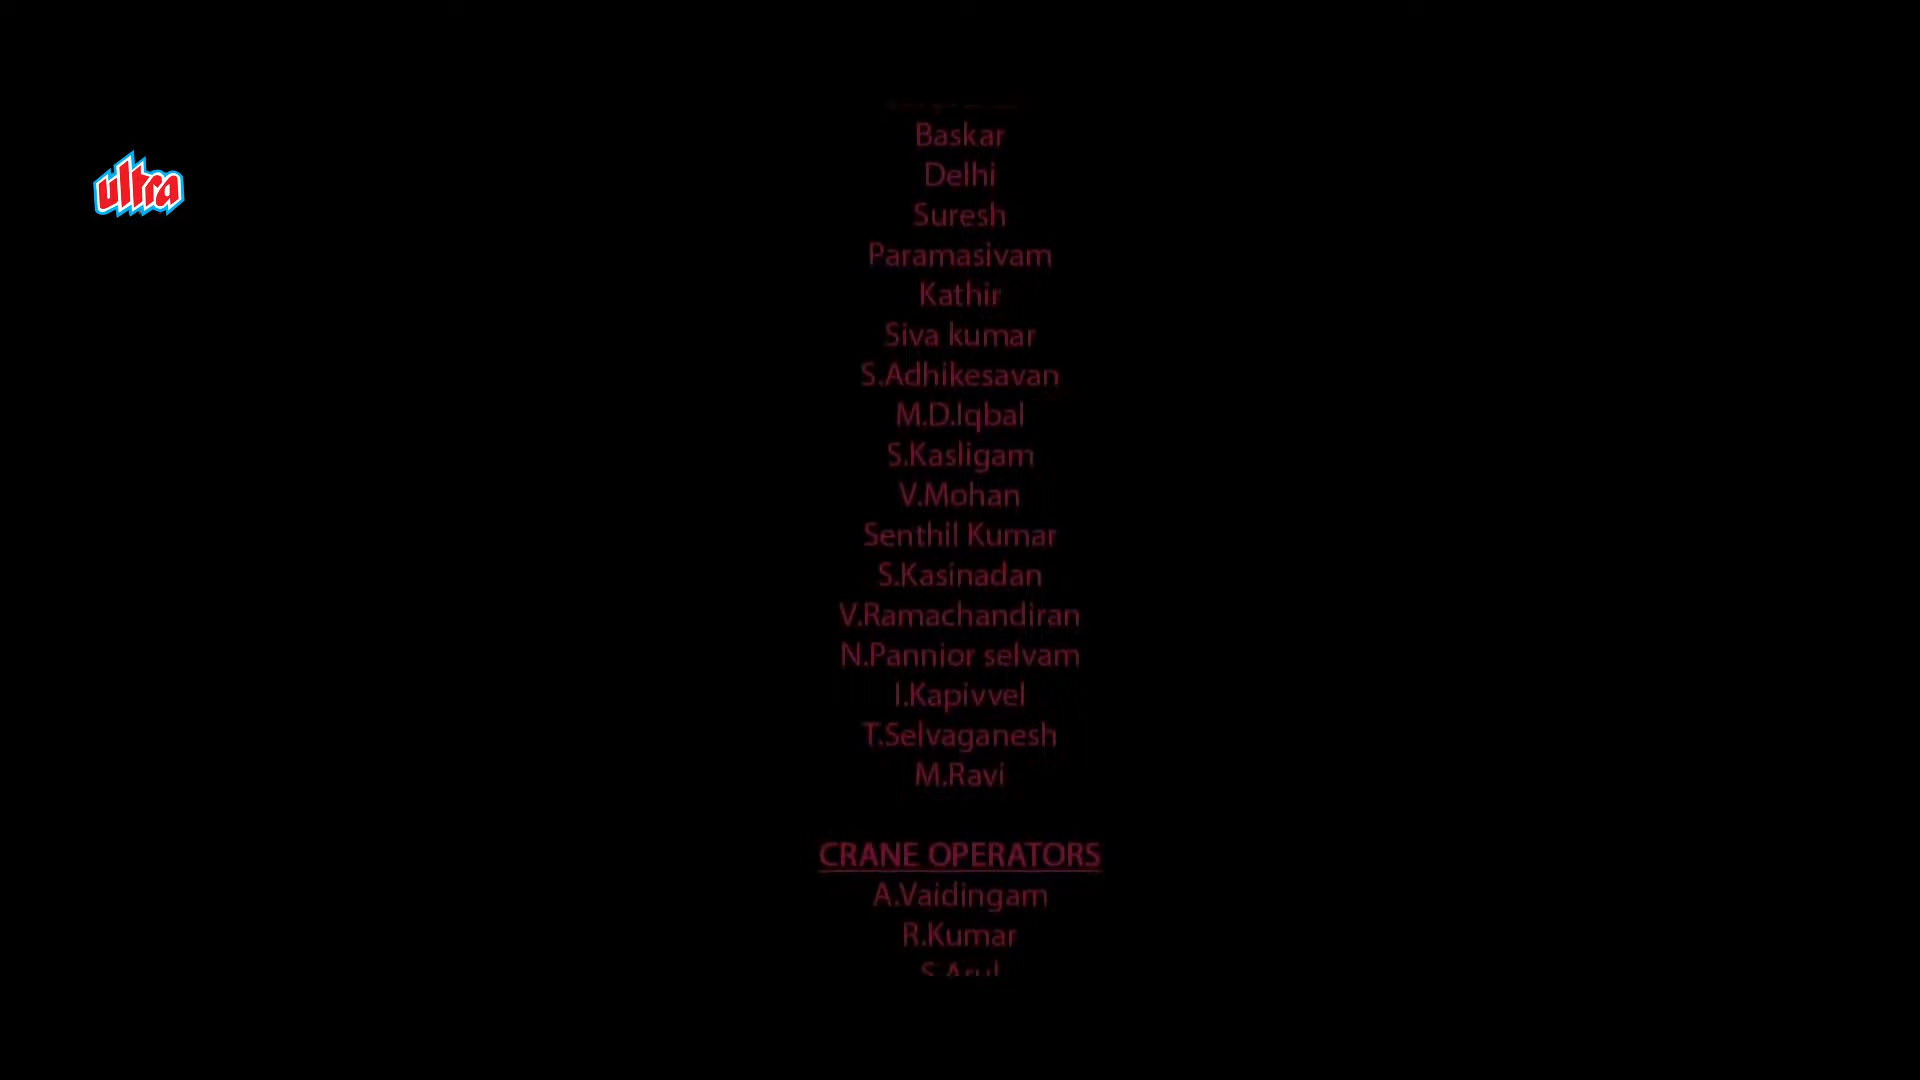 ultra
Baskar
Delhi
Suresh
Paramasivam
Kathir
Siva kumar
S.Adhikesavan
M.D.Iqbal
S.Kasligam
V.Mohan
Senthil Kumar
S.Kasinadan
V.Ramachandiran
N.Pannior selvam
I.Kapivvel
T.Selvaganesh
M.Ravi
CRANE OPERATORS
A.Vaidingam
R.Kumar
S.Arul